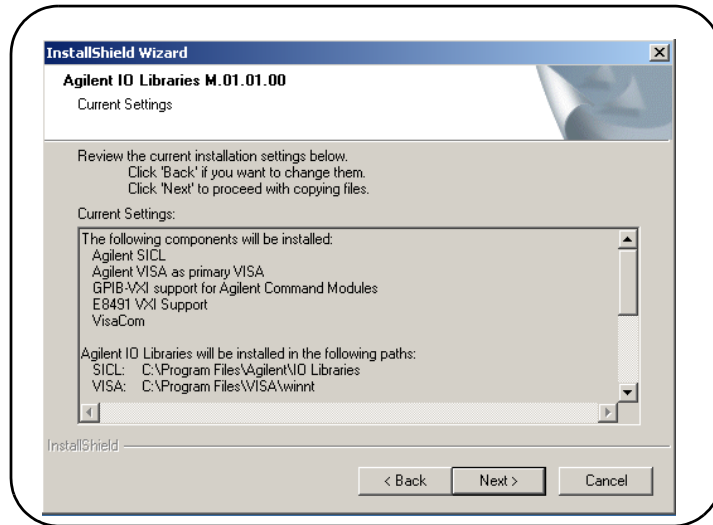 InstallShield Wizard
Agilent IO Libraries M.01.01.00
Current Settings
Review the current installation settings below.
Click 'Back' if you want to change them.
Click 'Next' to proceed with copying files.
Current Settings:
The following components will be installed:
Agilent SICL
Agilent VISA as primary VISA
GPIB-VXI support for Agilent Command Modules
E8491 VXI Support
VisaCom
Agilent IO Libraries will be installed in the following paths:
SICL: C:\Program Files\Agilent\IO Libraries
VISA: C:\Program Files\VISA\winnt
InstallShield
< Back Next > Cancel